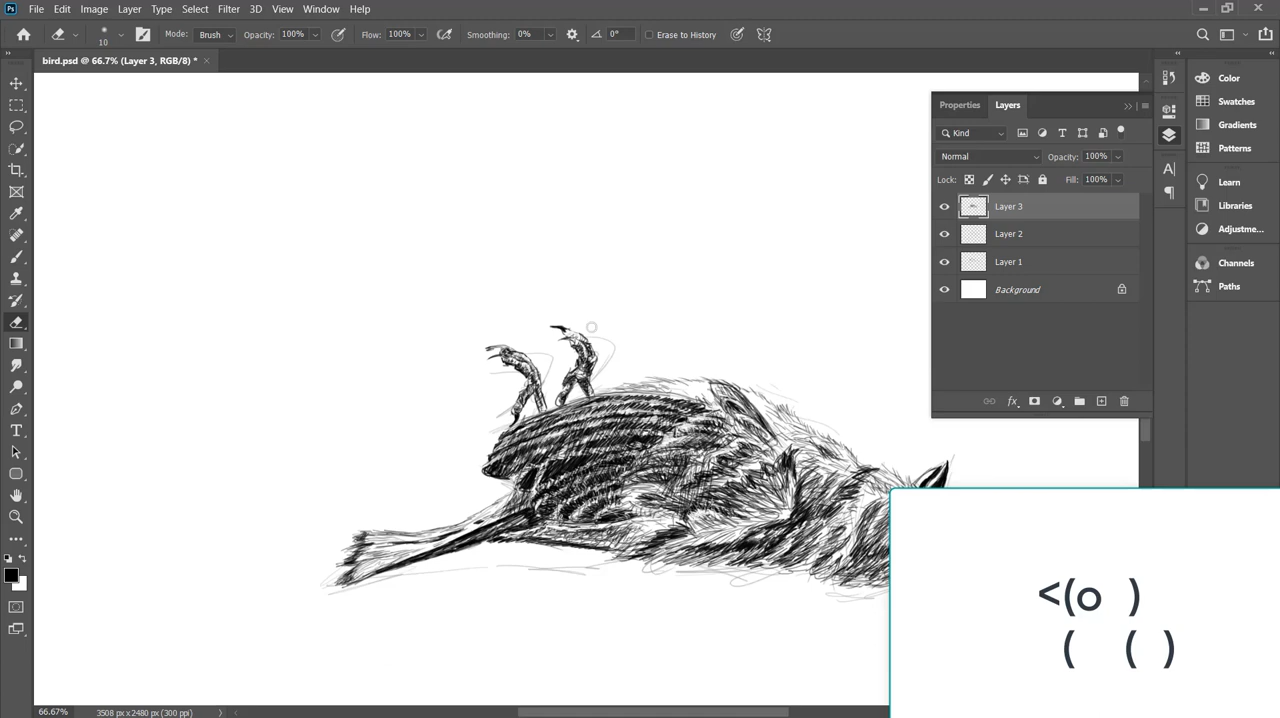 Ps File Edit Image Layer Type Select Filter 3D View Window Help
10 Mode: Brush Opacity: 100% Flow: 100% Smoothing: 0% 0° Erase to History
bird.psd @ 66.7% (Layer 3, RGB/8) * ×
Properties Layers
Kind
Normal Opacity: 100%
Lock: Fill: 100%
Layer 3
Layer 2
Layer 1
Background
fx
Color
Swatches
Gradients
Patterns
Learn
Libraries
Adjustme...
Channels
Paths
<(o )
( ( )
66.67% 3508 px x 2480 px (300 ppi)